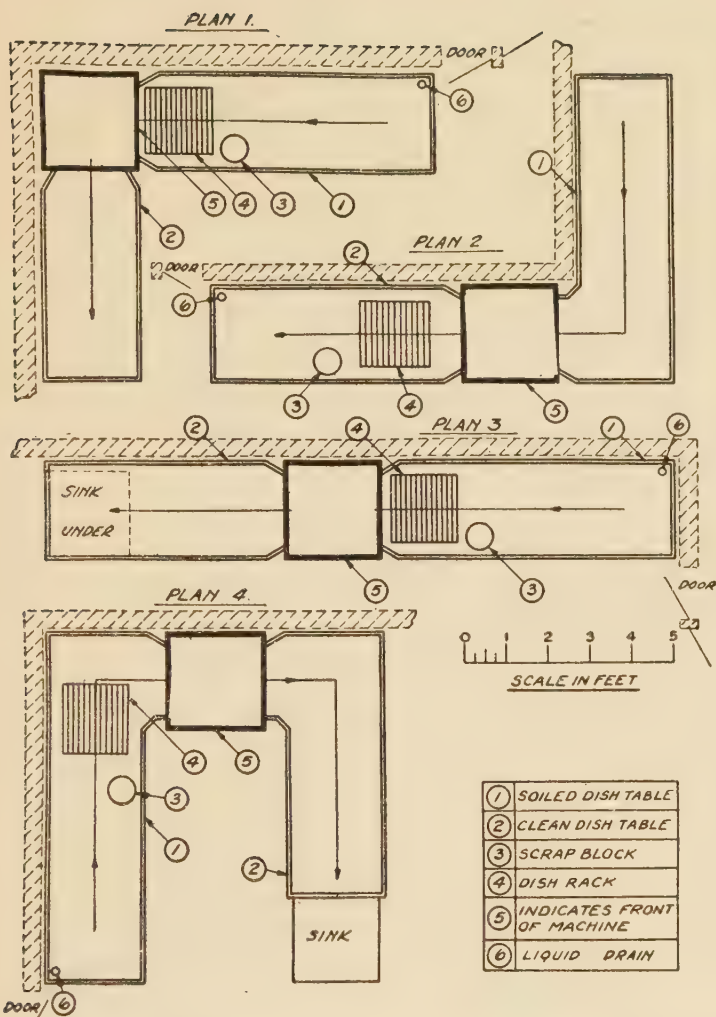 PLAN 1.
DOOR
6
5
4
3
1
2
1
PLAN 2
DOOR
2
6
3
4
5
PLAN 3
2
4
1
6
SINK
UNDER
5
3
DOOR
PLAN 4.
0 1 2 3 4 5
SCALE IN FEET
4
5
3
1
2
SINK
6
DOOR
1 SOILED DISH TABLE
2 CLEAN DISH TABLE
3 SCRAP BLOCK
4 DISH RACK
5 INDICATES FRONT
OF MACHINE
6 LIQUID DRAIN